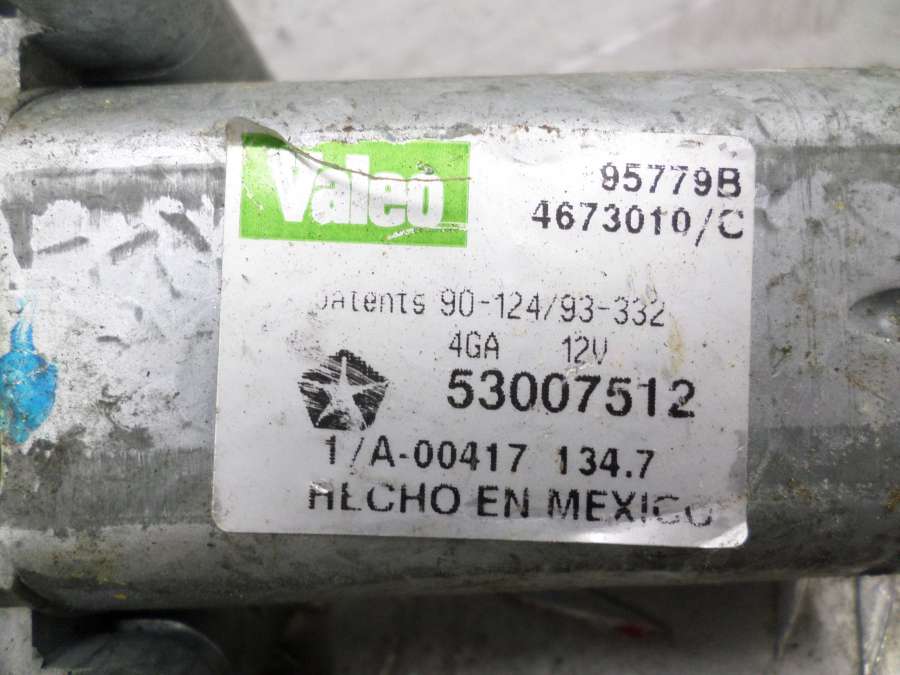 Valeo
95779B
4673010/C
patents 90-124/93-332
4GA 12V
53007512
1/A-00417 134.7
HECHO EN MEXICO